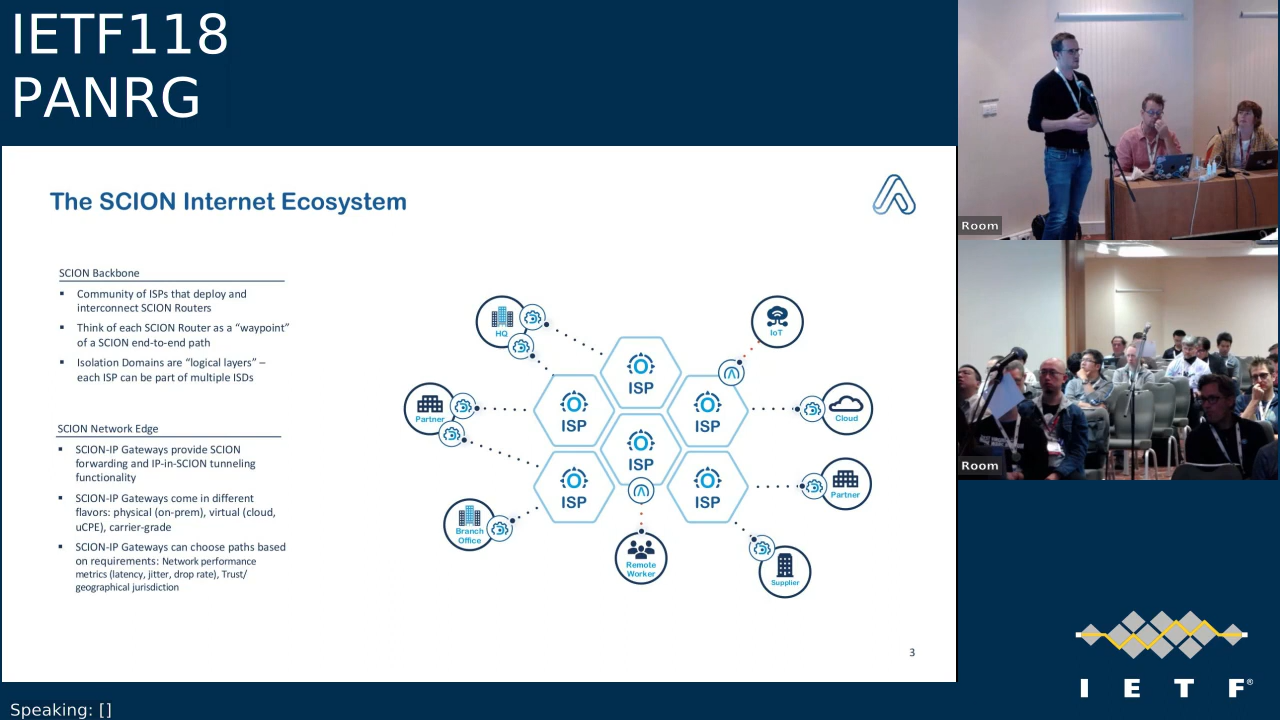 IETF118
PANRG
The SCION Internet Ecosystem
SCION Backbone
▪ Community of ISPs that deploy and
interconnect SCION Routers
▪ Think of each SCION Router as a “waypoint”
of a SCION end-to-end path
▪ Isolation Domains are “logical layers” –
each ISP can be part of multiple ISDs
SCION Network Edge
▪ SCION-IP Gateways provide SCION
forwarding and IP-in-SCION tunneling
functionality
▪ SCION-IP Gateways come in different
flavors: physical (on-prem), virtual (cloud,
uCPE), carrier-grade
▪ SCION-IP Gateways can choose paths based
on requirements: Network performance
metrics (latency, jitter, drop rate), Trust/
geographical jurisdiction
HQ
IoT
ISP
ISP
ISP
Partner
Cloud
ISP
ISP
ISP
Partner
Branch
Office
Remote
Worker
Supplier
3
Room
Room
IETF®
Speaking: []